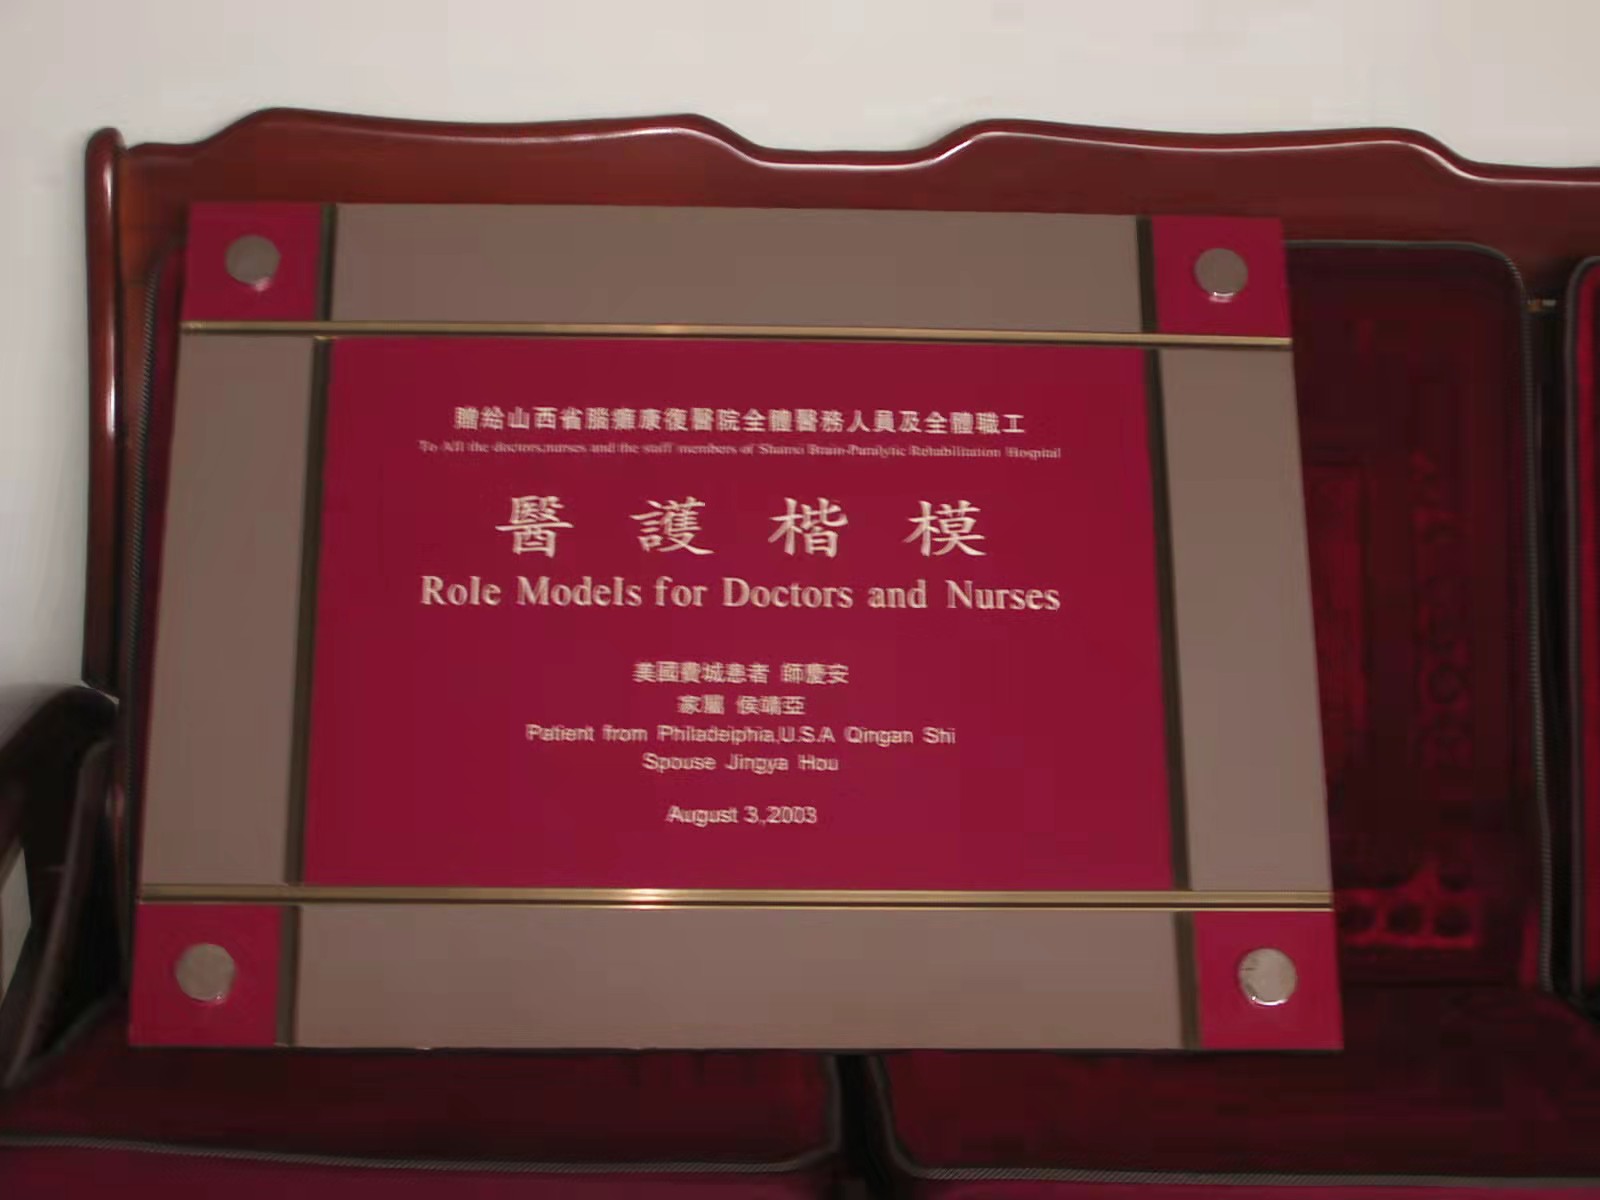 贈給山西省腦癱康復醫院全體醫務人員及全體職工
To All the doctors,nurses and the staff members of Shanxi Brain-Paralytic Rehabilitation Hospital
醫護楷模
Role Models for Doctors and Nurses
美國費城患者 師慶安
家屬 侯靖亞
Patient from Philadelphia,U.S.A Qingan Shi
Spouse Jingya Hou
August 3,2003